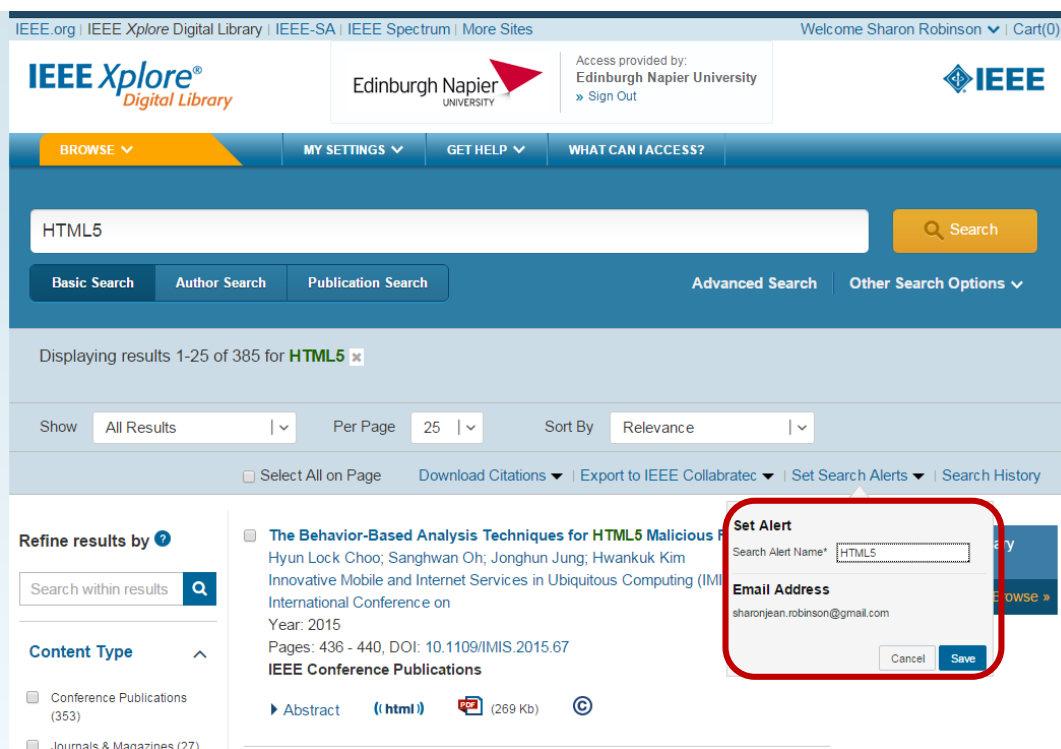 IEEE.org | IEEE Xplore Digital Library | IEEE-SA | IEEE Spectrum | More Sites
Welcome Sharon Robinson | Cart(0)
IEEE Xplore®
Digital Library
Edinburgh Napier
UNIVERSITY
Access provided by:
Edinburgh Napier University
» Sign Out
IEEE
BROWSE
MY SETTINGS
GET HELP
WHAT CAN I ACCESS?
HTML5
Search
Basic Search
Author Search
Publication Search
Advanced Search
Other Search Options
Displaying results 1-25 of 385 for HTML5 x
Show
All Results
Per Page
25
Sort By
Relevance
Select All on Page
Download Citations
| Export to IEEE Collabratec
| Set Search Alerts
| Search History
Refine results by ?
Search within results
Content Type
Conference Publications
(353)
Journals & Magazines (27)
The Behavior-Based Analysis Techniques for HTML5 Malicious
Hyun Lock Choo; Sanghwan Oh; Jonghun Jung; Hwankuk Kim
Innovative Mobile and Internet Services in Ubiquitous Computing (IMI
International Conference on
Year: 2015
Pages: 436 - 440, DOI: 10.1109/IMIS.2015.67
IEEE Conference Publications
Abstract
((html))
PDF
(269 Kb)
©
Set Alert
Search Alert Name*
HTML5
Email Address
sharonjean.robinson@gmail.com
Cancel
Save
ary
Browse »